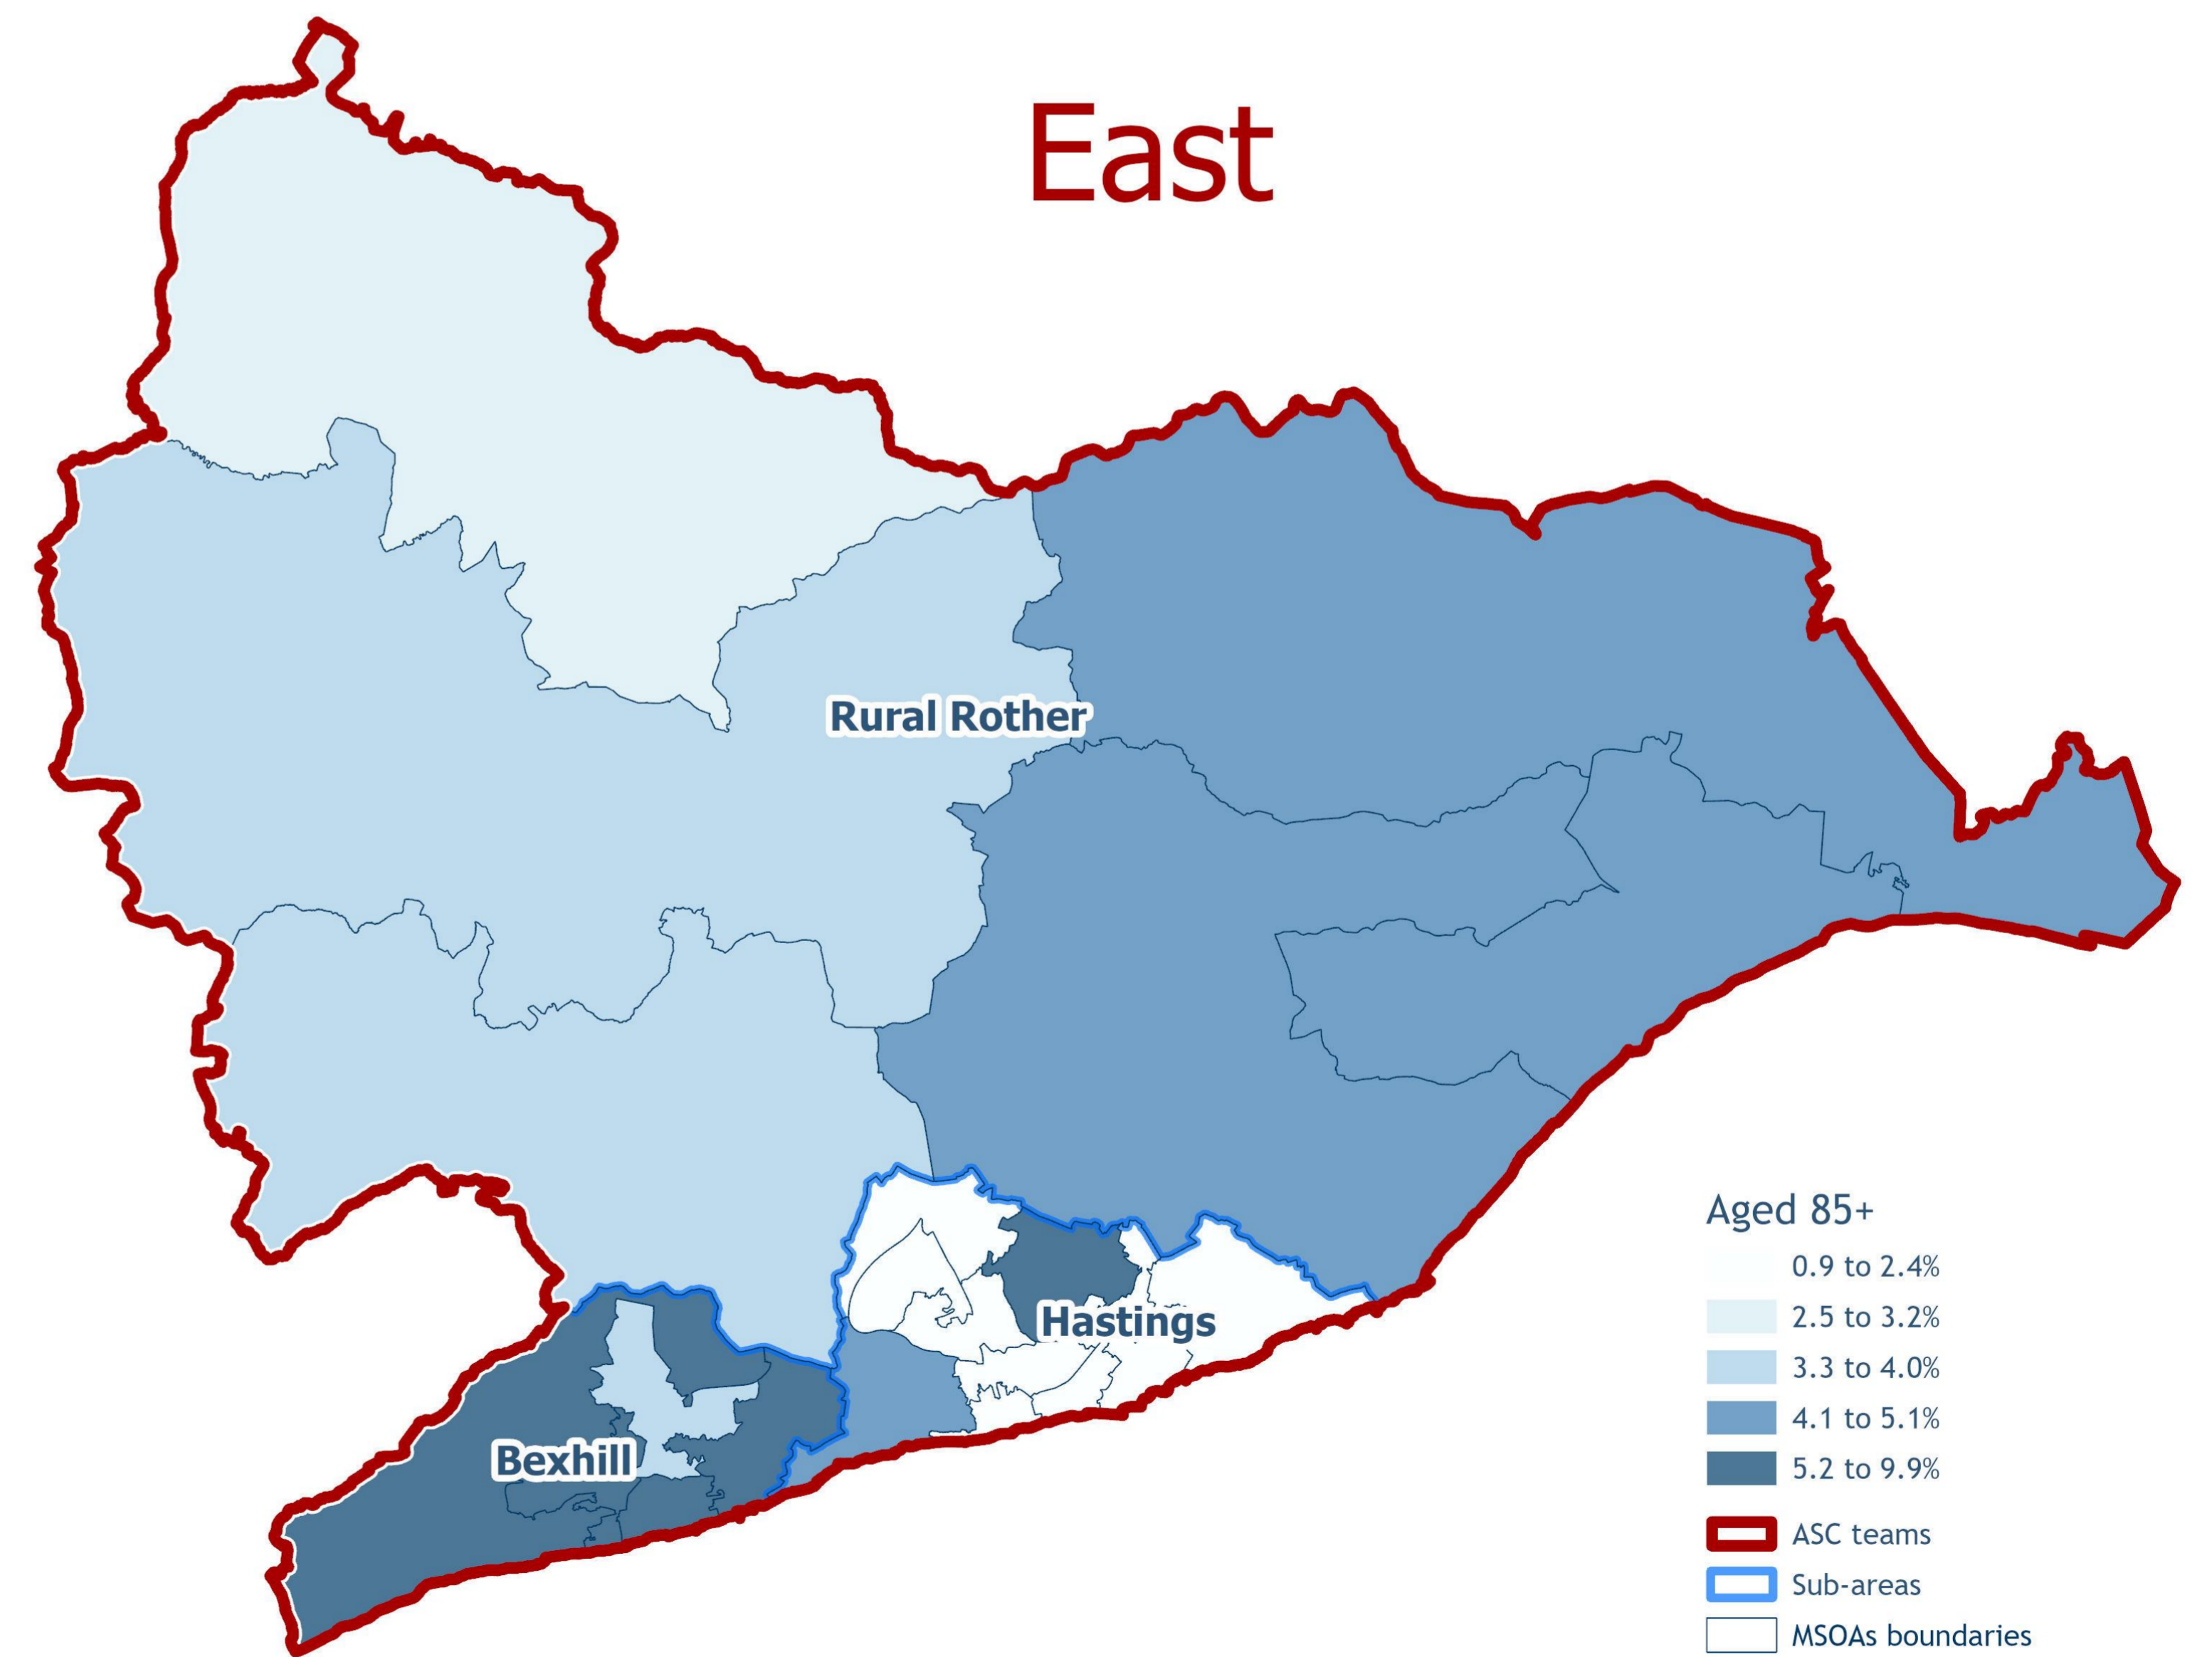 East
Rural Rother
Hastings
Bexhill
Aged 85+
0.9 to 2.4%
2.5 to 3.2%
3.3 to 4.0%
4.1 to 5.1%
5.2 to 9.9%
ASC teams
Sub-areas
MSOAs boundaries